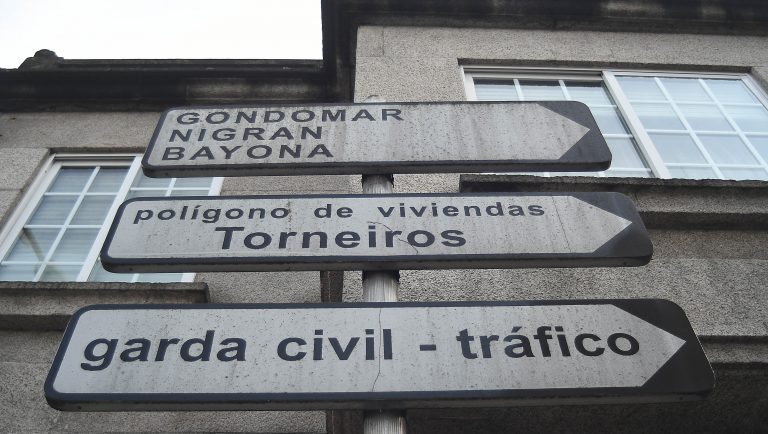 GONDOMAR
NIGRAN
BAYONA
polígono de viviendas
Torneiros
garda civil - tráfico